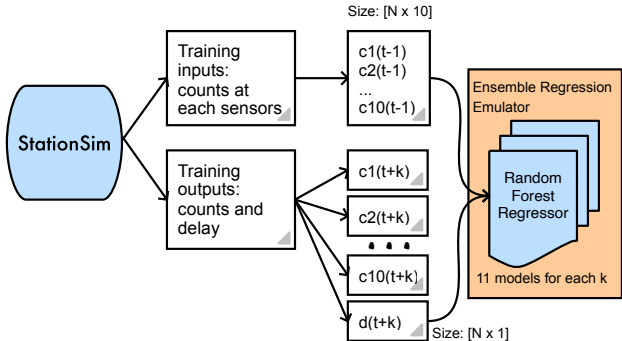 Size: [N x 10]
Training
inputs:
counts at
each sensors
c1(t-1)
c2(t-1)
...
c10(t-1)
Ensemble Regression
Emulator
StationSim
Training
outputs:
counts and
delay
c1(t+k)
c2(t+k)
c10(t+k)
d(t+k)
Random
Forest
Regressor
11 models for each k
Size: [N x 1]